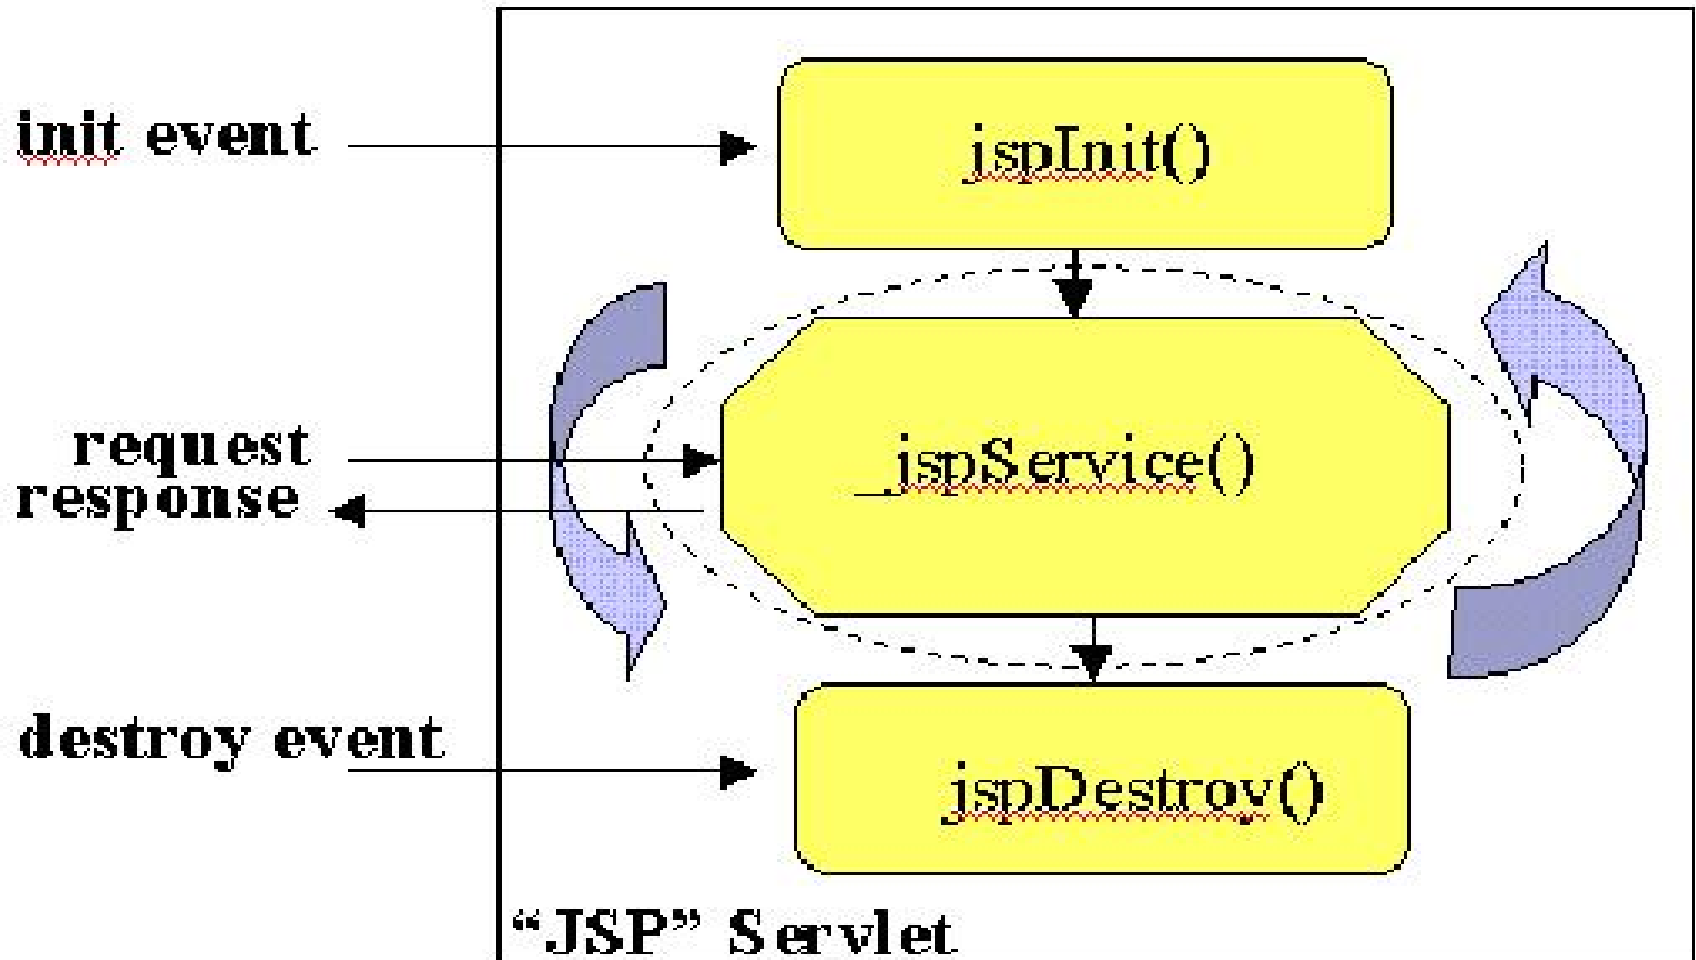 init event
jspInit()
request
response
_jspService()
destroy event
jspDestroy()
“JSP” Servlet